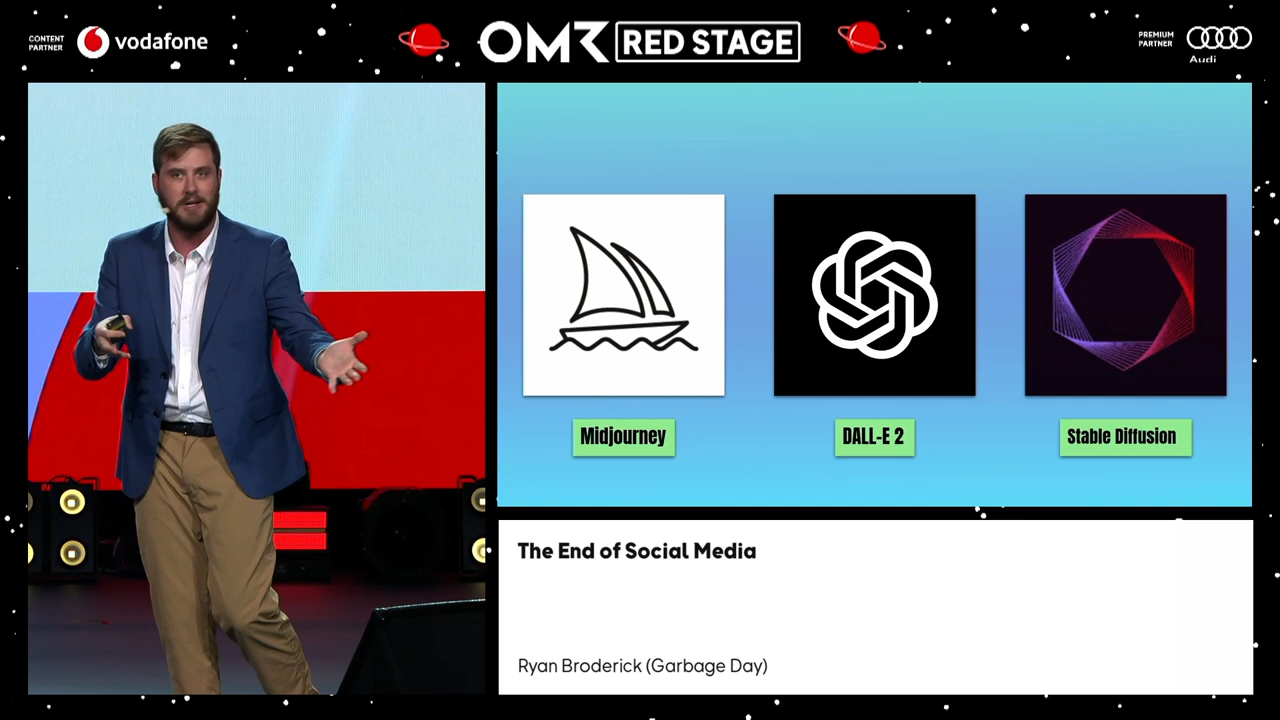 CONTENT
PARTNER
vodafone
OMR RED STAGE
PREMIUM
PARTNER
Audi
Midjourney
DALL-E 2
Stable Diffusion
The End of Social Media
Ryan Broderick (Garbage Day)